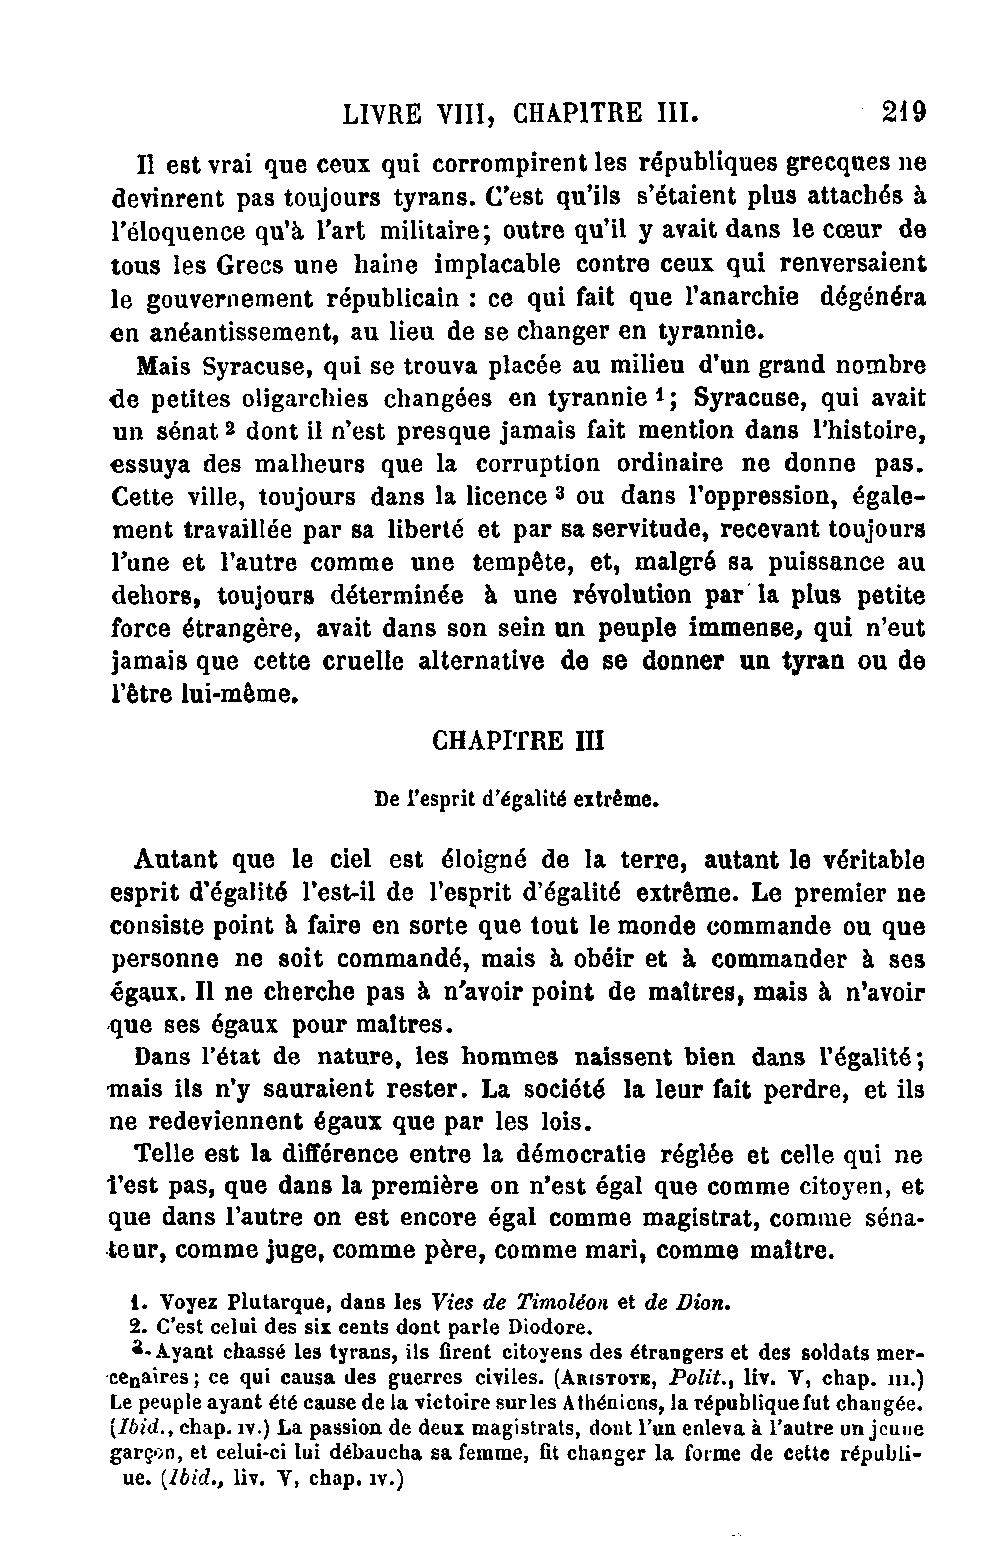 LIVRE VIII, CHAPITRE III. 219
Il est vrai que ceux qui corrompirent les républiques grecques ne
devinrent pas toujours tyrans. C'est qu'ils s'étaient plus attachés à
l'éloquence qu'à l'art militaire; outre qu'il y avait dans le cœur de
tous les Grecs une haine implacable contre ceux qui renversaient
le gouvernement républicain : ce qui fait que l'anarchie dégénéra
en anéantissement, au lieu de se changer en tyrannie.
Mais Syracuse, qui se trouva placée au milieu d'un grand nombre
de petites oligarchies changées en tyrannie 1; Syracuse, qui avait
un sénat 2 dont il n'est presque jamais fait mention dans l'histoire,
essuya des malheurs que la corruption ordinaire ne donne pas.
Cette ville, toujours dans la licence 3 ou dans l'oppression, égale-
ment travaillée par sa liberté et par sa servitude, recevant toujours
l'une et l'autre comme une tempête, et, malgré sa puissance au
dehors, toujours déterminée à une révolution par la plus petite
force étrangère, avait dans son sein un peuple immense, qui n'eut
jamais que cette cruelle alternative de se donner un tyran ou de
l'être lui-même.
CHAPITRE III
De l'esprit d'égalité extrême.
Autant que le ciel est éloigné de la terre, autant le véritable
esprit d'égalité l'est-il de l'esprit d'égalité extrême. Le premier ne
consiste point à faire en sorte que tout le monde commande ou que
personne ne soit commandé, mais à obéir et à commander à ses
égaux. Il ne cherche pas à n'avoir point de maîtres, mais à n'avoir
que ses égaux pour maîtres.
Dans l'état de nature, les hommes naissent bien dans l'égalité;
mais ils n'y sauraient rester. La société la leur fait perdre, et ils
ne redeviennent égaux que par les lois.
Telle est la différence entre la démocratie réglée et celle qui ne
l'est pas, que dans la première on n'est égal que comme citoyen, et
que dans l'autre on est encore égal comme magistrat, comme séna-
teur, comme juge, comme père, comme mari, comme maître.
1. Voyez Plutarque, dans les Vies de Timoléon et de Dion.
2. C'est celui des six cents dont parle Diodore.
3. Ayant chassé les tyrans, ils firent citoyens des étrangers et des soldats mer-
cenaires; ce qui causa des guerres civiles. (ARISTOTE, Polit., liv. V, chap. III.)
Le peuple ayant été cause de la victoire sur les Athéniens, la république fut changée.
(Ibid., chap. IV.) La passion de deux magistrats, dont l'un enleva à l'autre un jeune
garçon, et celui-ci lui débaucha sa femme, fit changer la forme de cette républi-
ue. (Ibid., liv. V, chap. IV.)